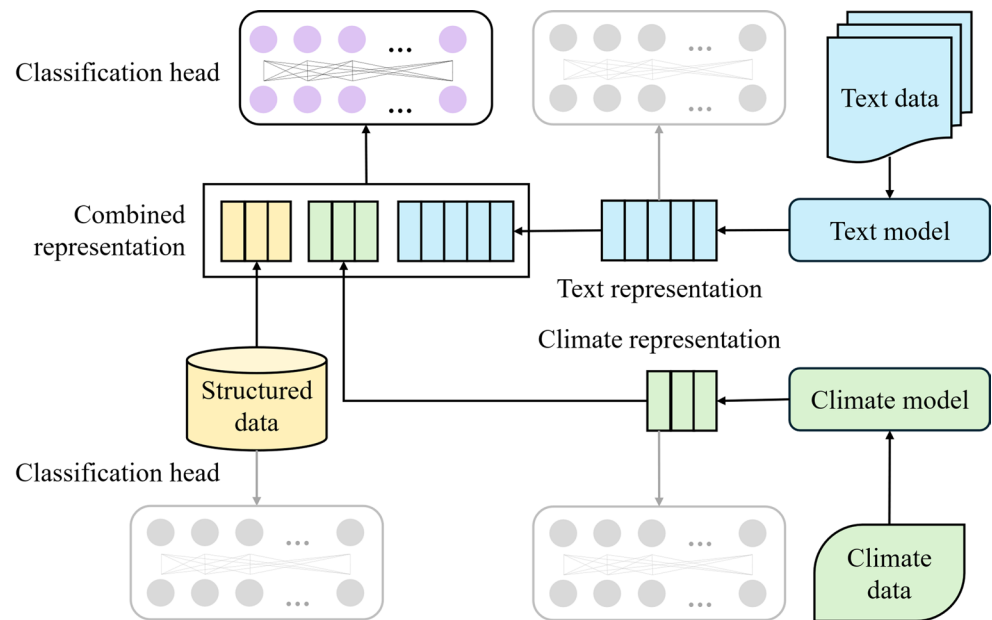 Classification head
Text data
Combined
representation
Text model
Text representation
Climate representation
Structured
data
Climate model
Classification head
Climate
data